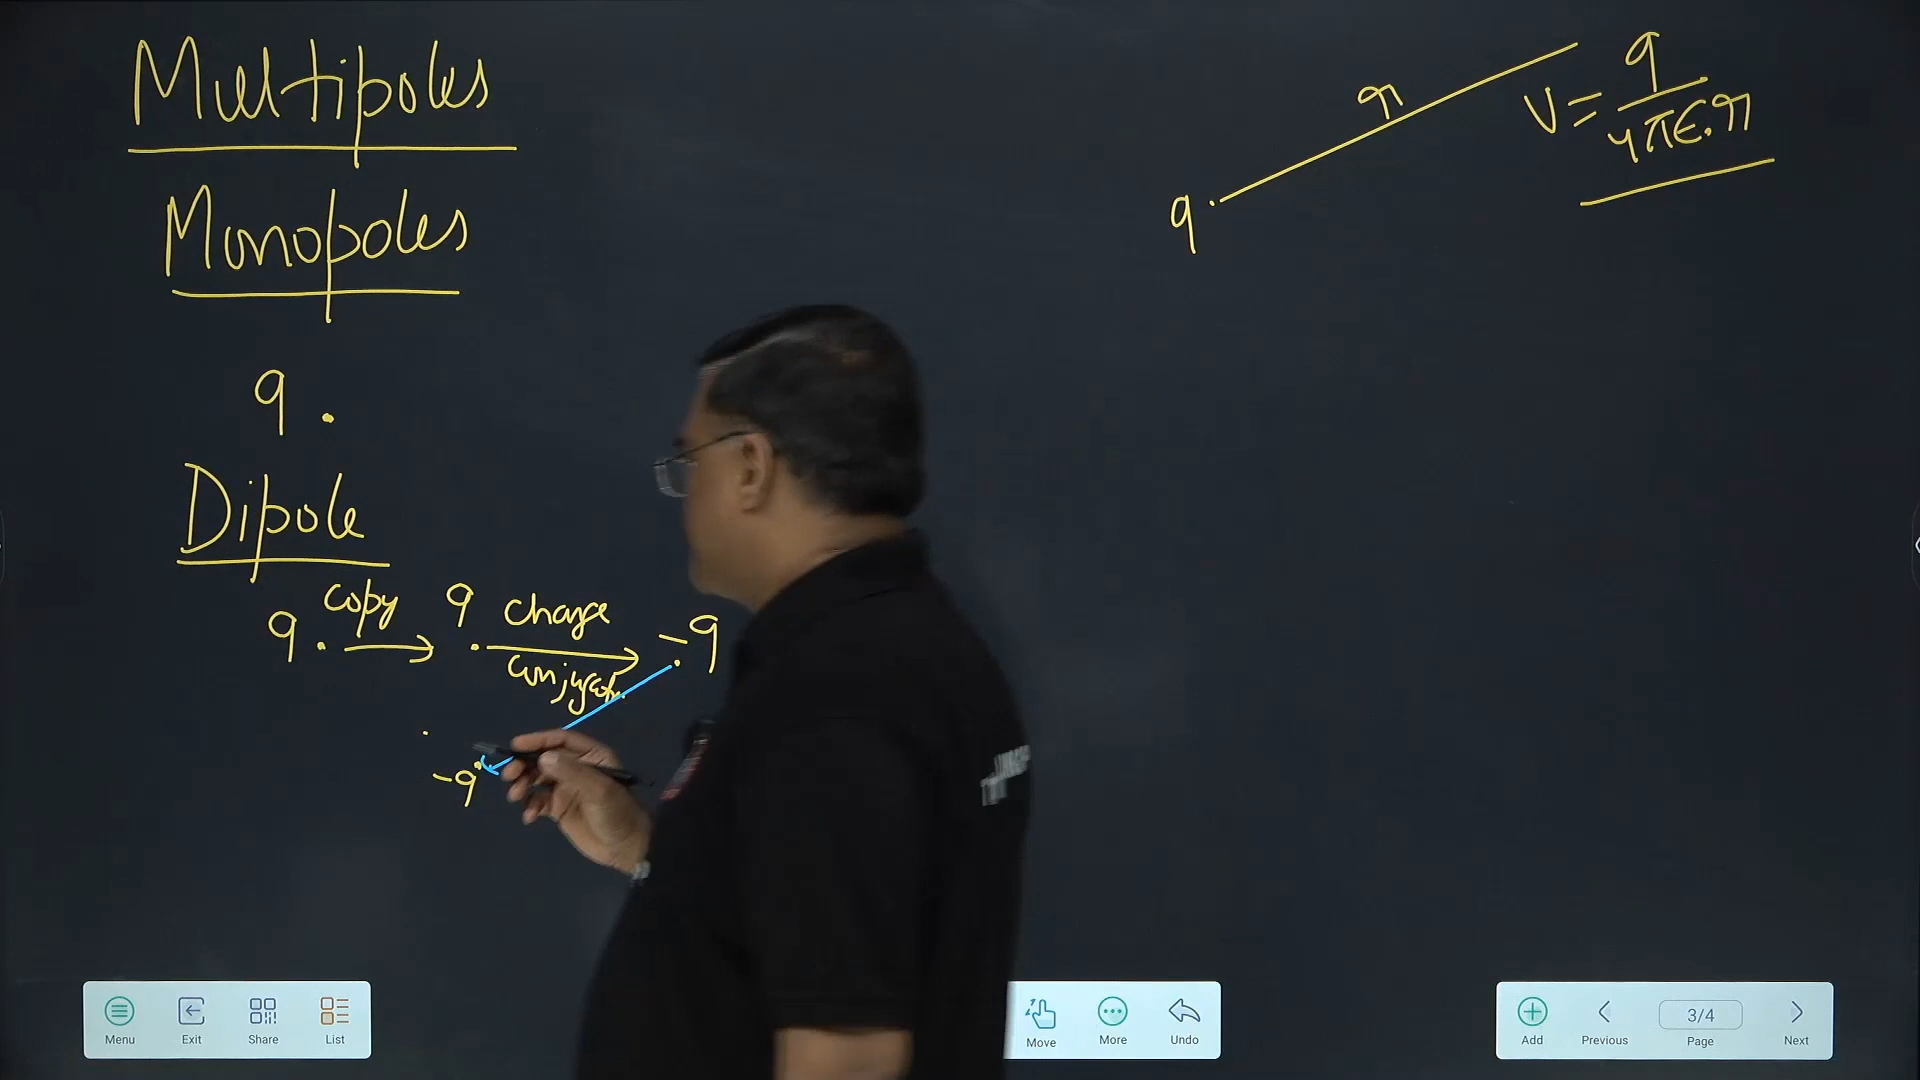 Multipoles
Monopoles
q .
Dipole
q . copy → q . charge conjugatn → -q
-q
q . r
V = q / 4πϵ₀r
Menu Exit Share List
Move More Undo
Add Previous 3/4 Page Next